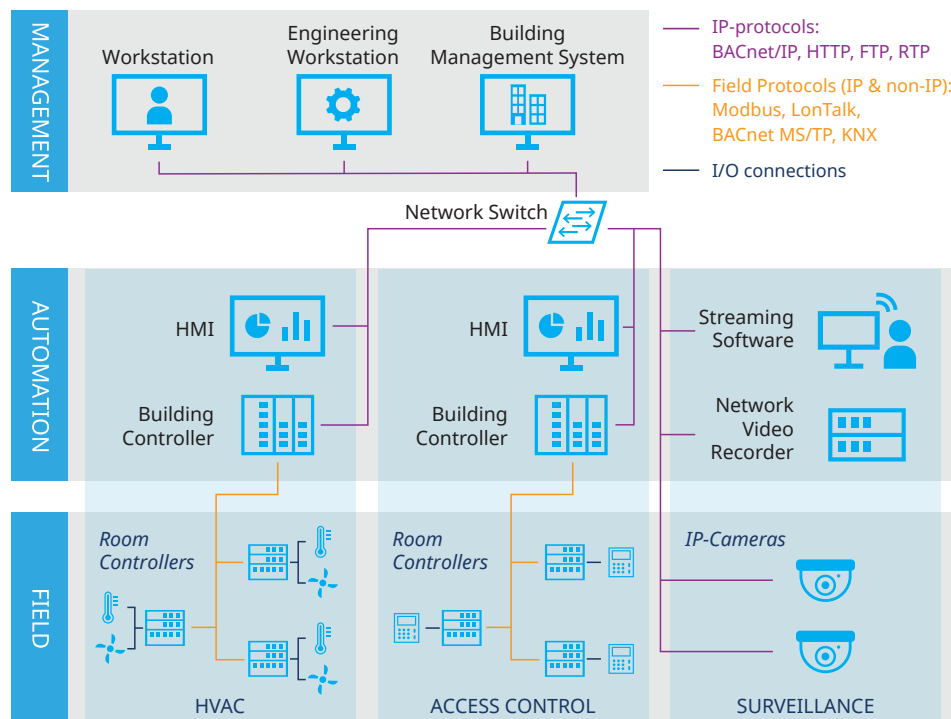 MANAGEMENT
Workstation
Engineering
Workstation
Building
Management System
IP-protocols:
BACnet/IP, HTTP, FTP, RTP
Field Protocols (IP & non-IP):
Modbus, LonTalk,
BACnet MS/TP, KNX
I/O connections
Network Switch
AUTOMATION
HMI
HMI
Streaming
Software
Building
Controller
Building
Controller
Network
Video
Recorder
FIELD
Room
Controllers
Room
Controllers
IP-Cameras
HVAC
ACCESS CONTROL
SURVEILLANCE